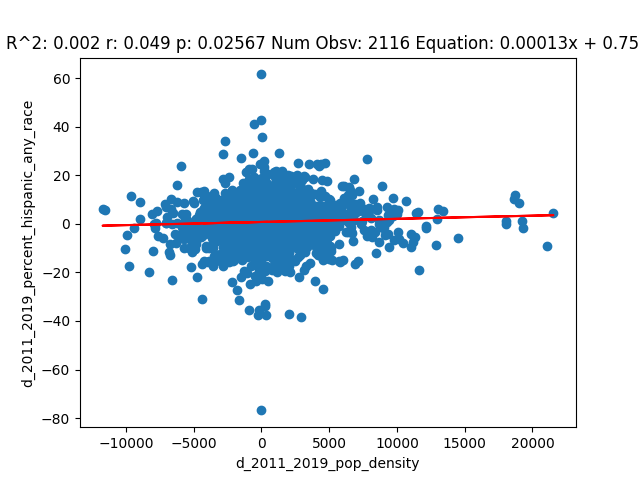 R^2: 0.002 r: 0.049 p: 0.02567 Num Obsv: 2116 Equation: 0.00013x + 0.75
60
40
20
0
−20
−40
−60
−80
d_2011_2019_percent_hispanic_any_race
−10000 −5000 0 5000 10000 15000 20000
d_2011_2019_pop_density